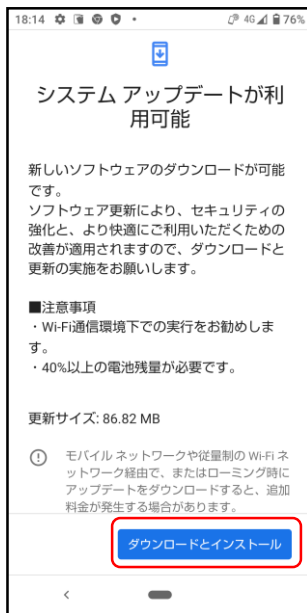 18:14 4G 76%
システム アップデートが利
用可能
新しいソフトウェアのダウンロードが可能
です。
ソフトウェア更新により、セキュリティの
強化と、より快適にご利用いただくための
改善が適用されますので、ダウンロードと
更新の実施をお願いします。
■注意事項
・Wi-Fi通信環境下での実行をお勧めしま
す。
・40%以上の電池残量が必要です。
更新サイズ: 86.82 MB
モバイル ネットワークや従量制の Wi-Fi ネ
ットワーク経由で、またはローミング時に
アップデートをダウンロードすると、追加
料金が発生する場合があります。
ダウンロードとインストール